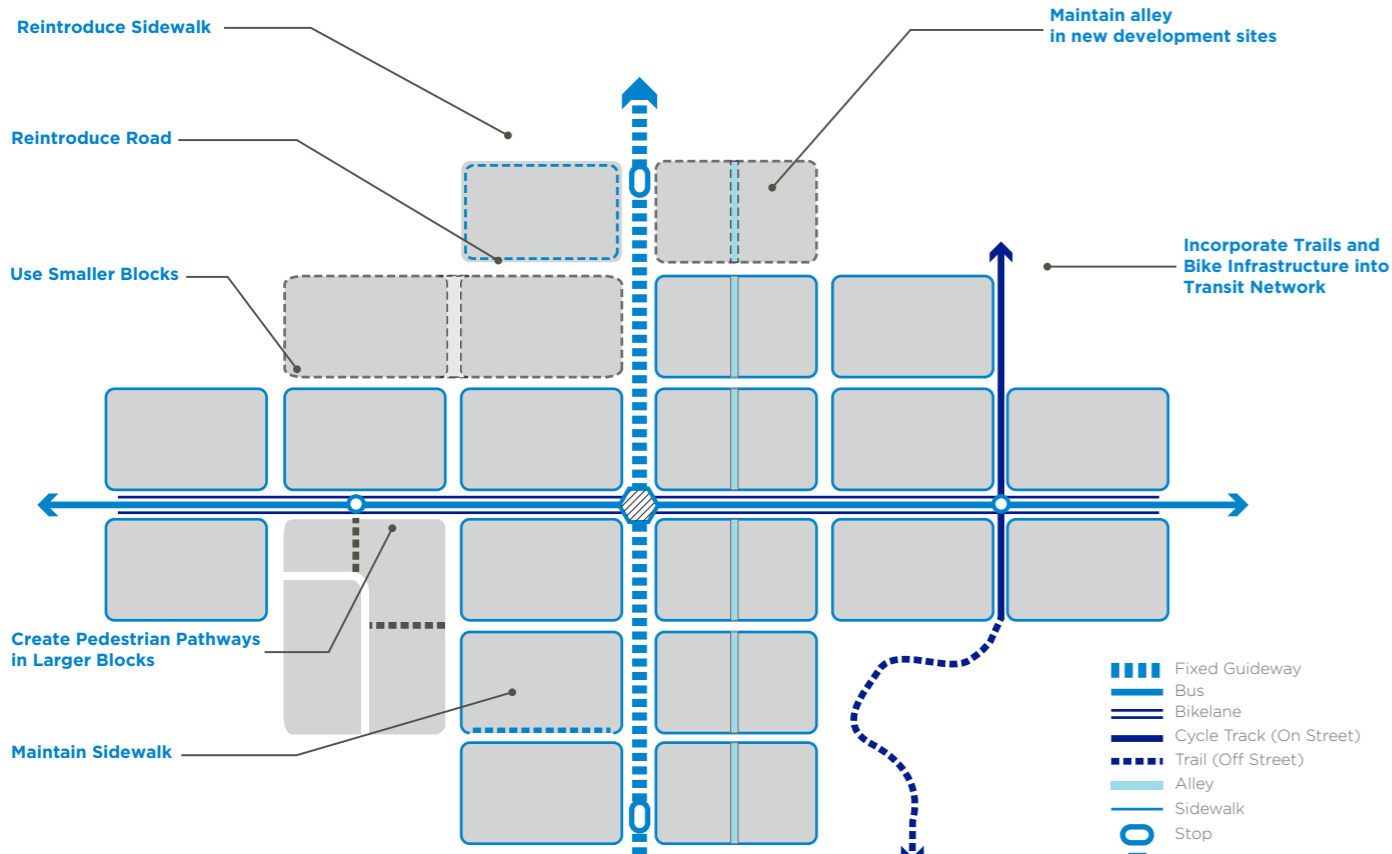 Reintroduce Sidewalk
Maintain alley
in new development sites
Reintroduce Road
Use Smaller Blocks
Incorporate Trails and
Bike Infrastructure into
Transit Network
Create Pedestrian Pathways
in Larger Blocks
Maintain Sidewalk
Fixed Guideway
Bus
Bikelane
Cycle Track (On Street)
Trail (Off Street)
Alley
Sidewalk
Stop